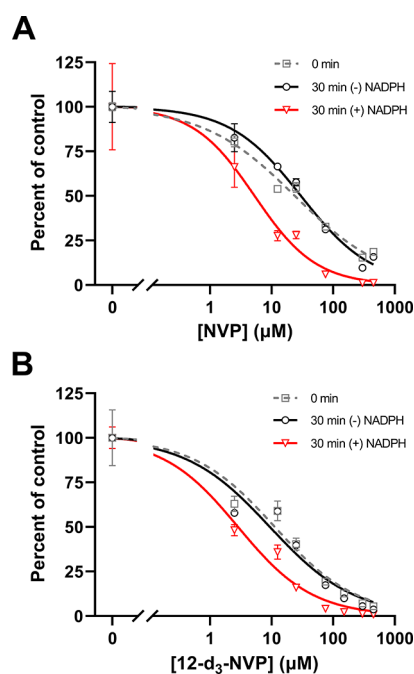 A
0 min
30 min (-) NADPH
30 min (+) NADPH
Percent of control
125
100
75
50
25
0
0 1 10 100 1000
[NVP] (µM)
B
0 min
30 min (-) NADPH
30 min (+) NADPH
Percent of control
125
100
75
50
25
0
0 1 10 100 1000
[12-d₃-NVP] (µM)